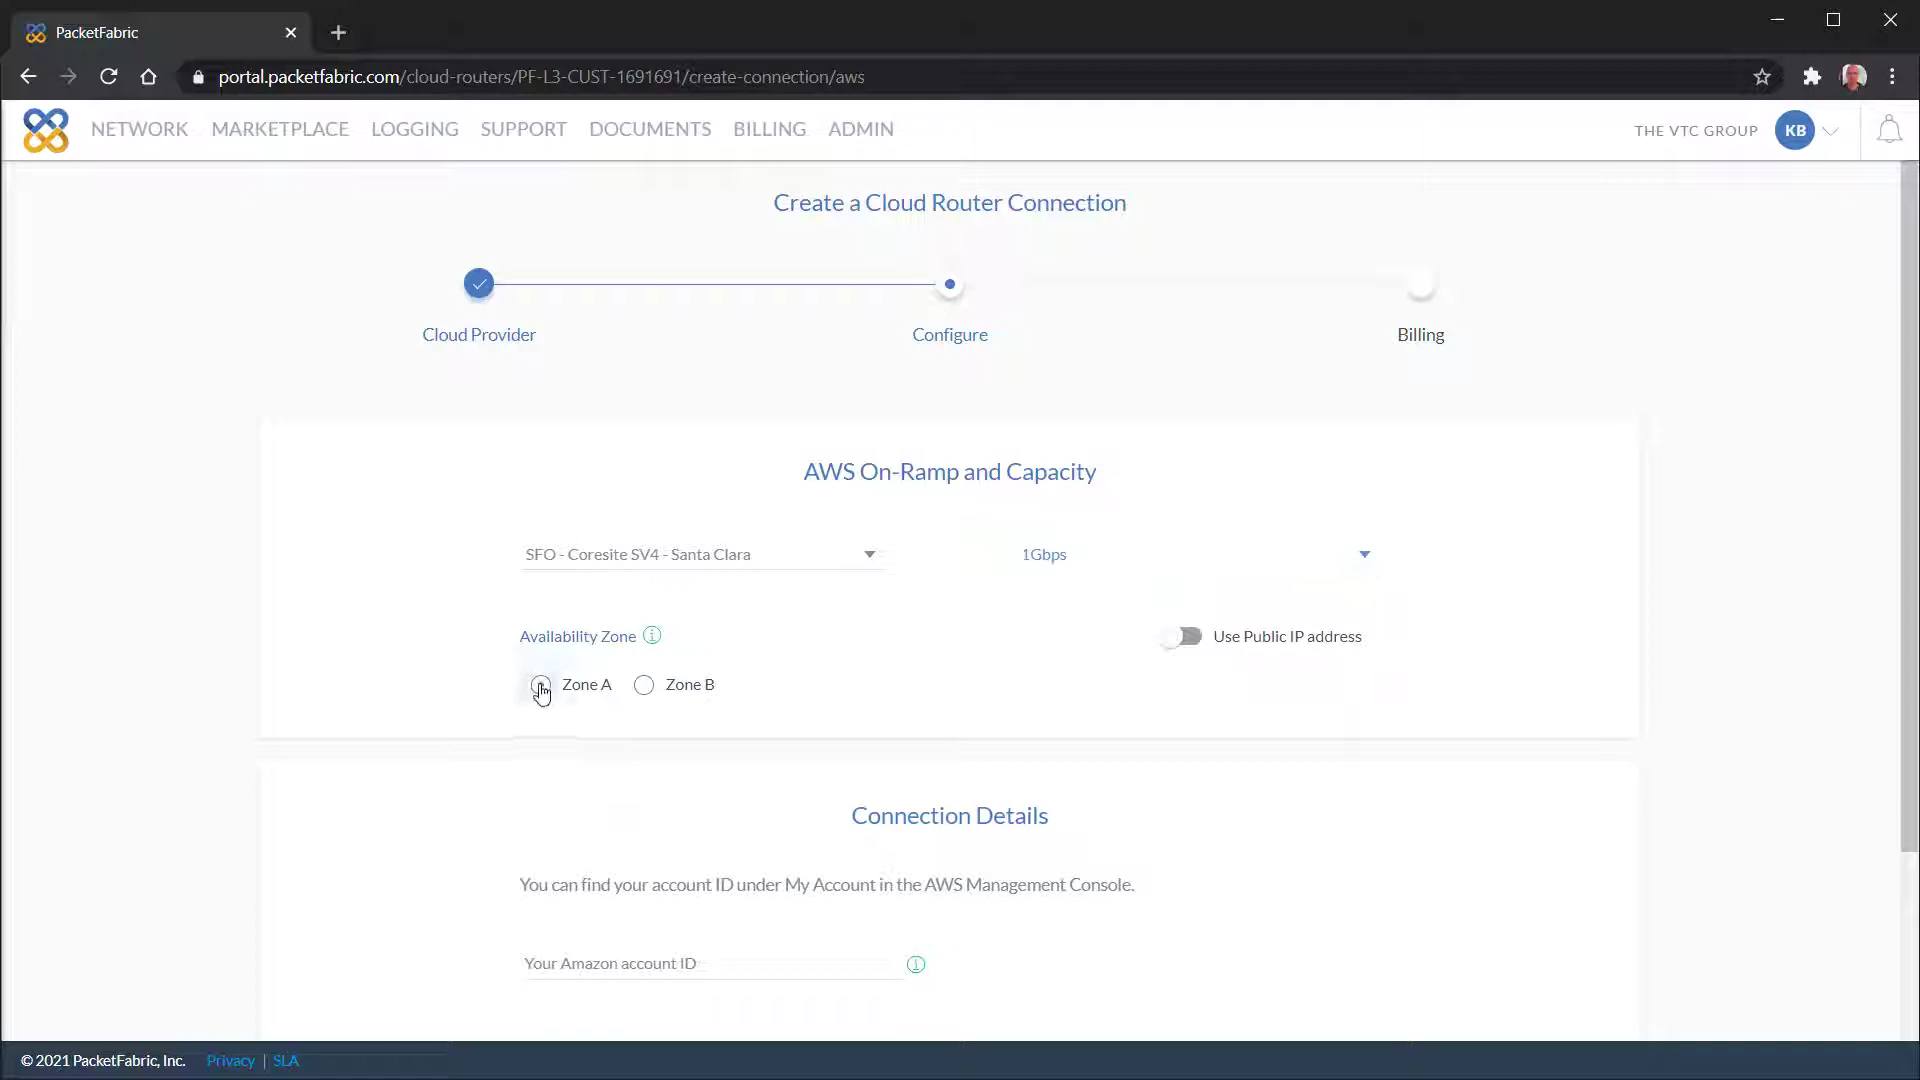 PacketFabric
portal.packetfabric.com/cloud-routers/PF-L3-CUST-1691691/create-connection/aws
NETWORK MARKETPLACE LOGGING SUPPORT DOCUMENTS BILLING ADMIN
THE VTC GROUP KB
Create a Cloud Router Connection
Cloud Provider Configure Billing
AWS On-Ramp and Capacity
SFO - Coresite SV4 - Santa Clara 1Gbps
Availability Zone Use Public IP address
Zone A Zone B
Connection Details
You can find your account ID under My Account in the AWS Management Console.
Your Amazon account ID
© 2021 PacketFabric, Inc. Privacy | SLA